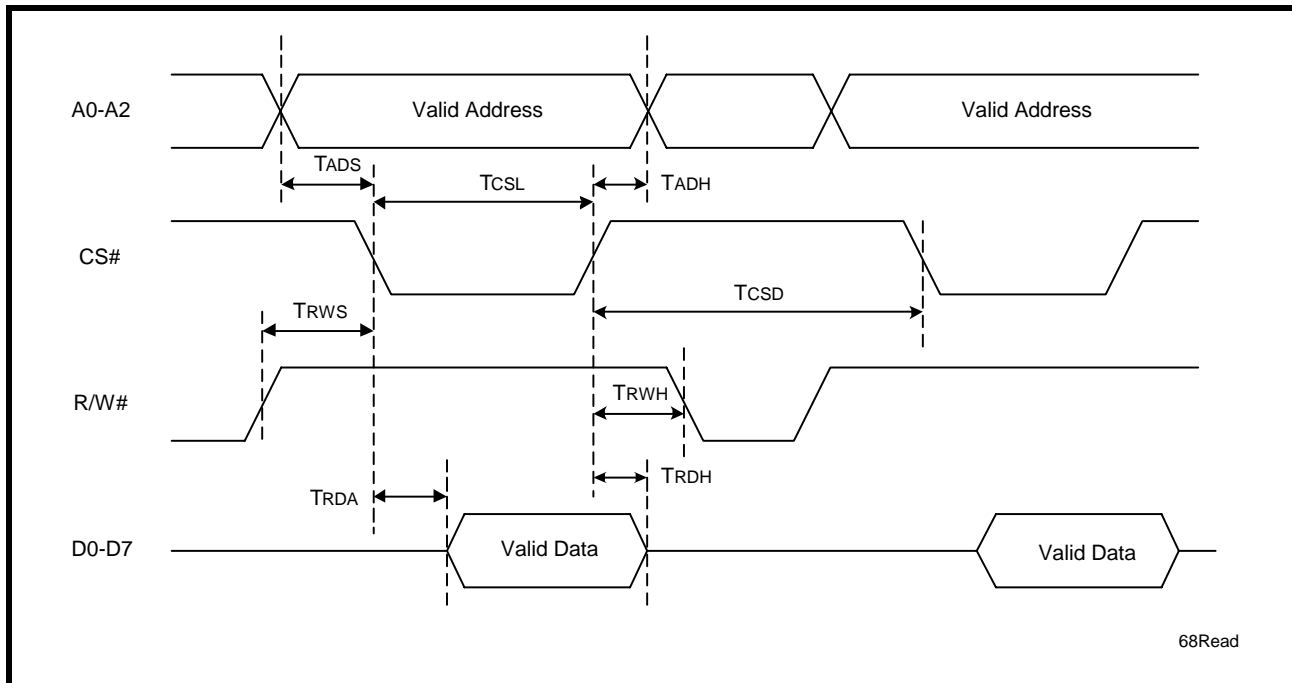 A0-A2
Valid Address
Valid Address
TADS
TCSL
TADH
CS#
TCSD
TRWS
R/W#
TRWH
TRDH
TRDA
D0-D7
Valid Data
Valid Data
68Read